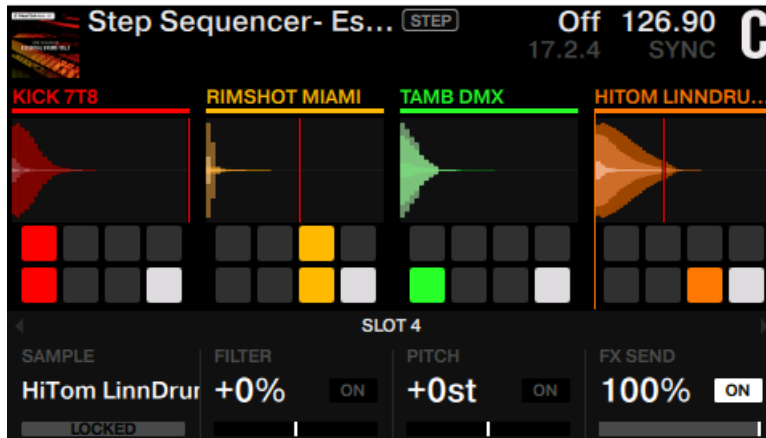 Step Sequencer- Es... STEP Off 126.90 C
17.2.4 SYNC
KICK 7T8 RIMSHOT MIAMI TAMB DMX HITOM LINNDRU...
SLOT 4
SAMPLE FILTER PITCH FX SEND
HiTom LinnDrur +0% ON +0st ON 100% ON
LOCKED